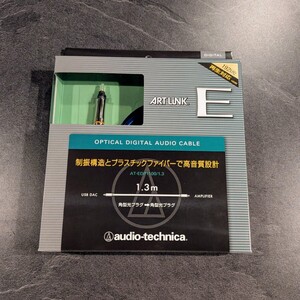 DIGITAL
ART LINK
E
OPTICAL DIGITAL AUDIO CABLE
制振構造とプラスチックファイバーで高音質設計
1.3m
USB DAC
AMPLIFIER
角型光プラグ
角型光プラグ
audio-technica